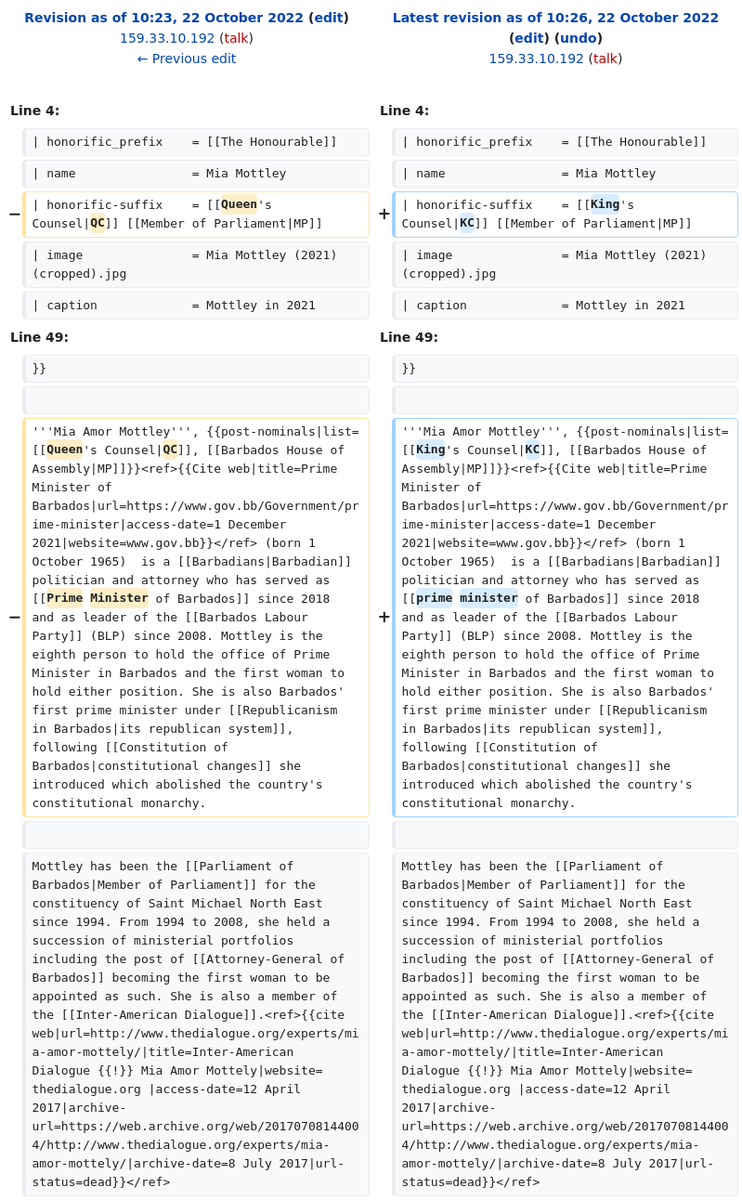 Revision as of 10:23, 22 October 2022 (edit)
159.33.10.192 (talk)
← Previous edit
Latest revision as of 10:26, 22 October 2022
(edit) (undo)
159.33.10.192 (talk)
Line 4:
| honorific_prefix    = [[The Honourable]]
| name                = Mia Mottley
−
| honorific-suffix    = [[Queen's
Counsel|QC]] [[Member of Parliament|MP]]
| image               = Mia Mottley (2021)
(cropped).jpg
| caption             = Mottley in 2021
Line 4:
| honorific_prefix    = [[The Honourable]]
| name                = Mia Mottley
+
| honorific-suffix    = [[King's
Counsel|KC]] [[Member of Parliament|MP]]
| image               = Mia Mottley (2021)
(cropped).jpg
| caption             = Mottley in 2021
Line 49:
}}
−
'''Mia Amor Mottley''', {{post-nominals|list=
[[Queen's Counsel|QC]], [[Barbados House of
Assembly|MP]]}}<ref>{{Cite web|title=Prime
Minister of
Barbados|url=https://www.gov.bb/Government/pr
ime-minister|access-date=1 December
2021|website=www.gov.bb}}</ref> (born 1
October 1965)  is a [[Barbadians|Barbadian]]
politician and attorney who has served as
[[Prime Minister of Barbados]] since 2018
and as leader of the [[Barbados Labour
Party]] (BLP) since 2008. Mottley is the
eighth person to hold the office of Prime
Minister in Barbados and the first woman to
hold either position. She is also Barbados'
first prime minister under [[Republicanism
in Barbados|its republican system]],
following [[Constitution of
Barbados|constitutional changes]] she
introduced which abolished the country's
constitutional monarchy.
Mottley has been the [[Parliament of
Barbados|Member of Parliament]] for the
constituency of Saint Michael North East
since 1994. From 1994 to 2008, she held a
succession of ministerial portfolios
including the post of [[Attorney-General of
Barbados]] becoming the first woman to be
appointed as such. She is also a member of
the [[Inter-American Dialogue]].<ref>{{cite
web|url=http://www.thedialogue.org/experts/mi
a-amor-mottely/|title=Inter-American
Dialogue {{!}} Mia Amor Mottely|website=
thedialogue.org |access-date=12 April
2017|archive-
url=https://web.archive.org/web/2017070814400
4/http://www.thedialogue.org/experts/mia-
amor-mottely/|archive-date=8 July 2017|url-
status=dead}}</ref>
Line 49:
}}
+
'''Mia Amor Mottley''', {{post-nominals|list=
[[King's Counsel|KC]], [[Barbados House of
Assembly|MP]]}}<ref>{{Cite web|title=Prime
Minister of
Barbados|url=https://www.gov.bb/Government/pr
ime-minister|access-date=1 December
2021|website=www.gov.bb}}</ref> (born 1
October 1965)  is a [[Barbadians|Barbadian]]
politician and attorney who has served as
[[prime minister of Barbados]] since 2018
and as leader of the [[Barbados Labour
Party]] (BLP) since 2008. Mottley is the
eighth person to hold the office of Prime
Minister in Barbados and the first woman to
hold either position. She is also Barbados'
first prime minister under [[Republicanism
in Barbados|its republican system]],
following [[Constitution of
Barbados|constitutional changes]] she
introduced which abolished the country's
constitutional monarchy.
Mottley has been the [[Parliament of
Barbados|Member of Parliament]] for the
constituency of Saint Michael North East
since 1994. From 1994 to 2008, she held a
succession of ministerial portfolios
including the post of [[Attorney-General of
Barbados]] becoming the first woman to be
appointed as such. She is also a member of
the [[Inter-American Dialogue]].<ref>{{cite
web|url=http://www.thedialogue.org/experts/mi
a-amor-mottely/|title=Inter-American
Dialogue {{!}} Mia Amor Mottely|website=
thedialogue.org |access-date=12 April
2017|archive-
url=https://web.archive.org/web/2017070814400
4/http://www.thedialogue.org/experts/mia-
amor-mottely/|archive-date=8 July 2017|url-
status=dead}}</ref>